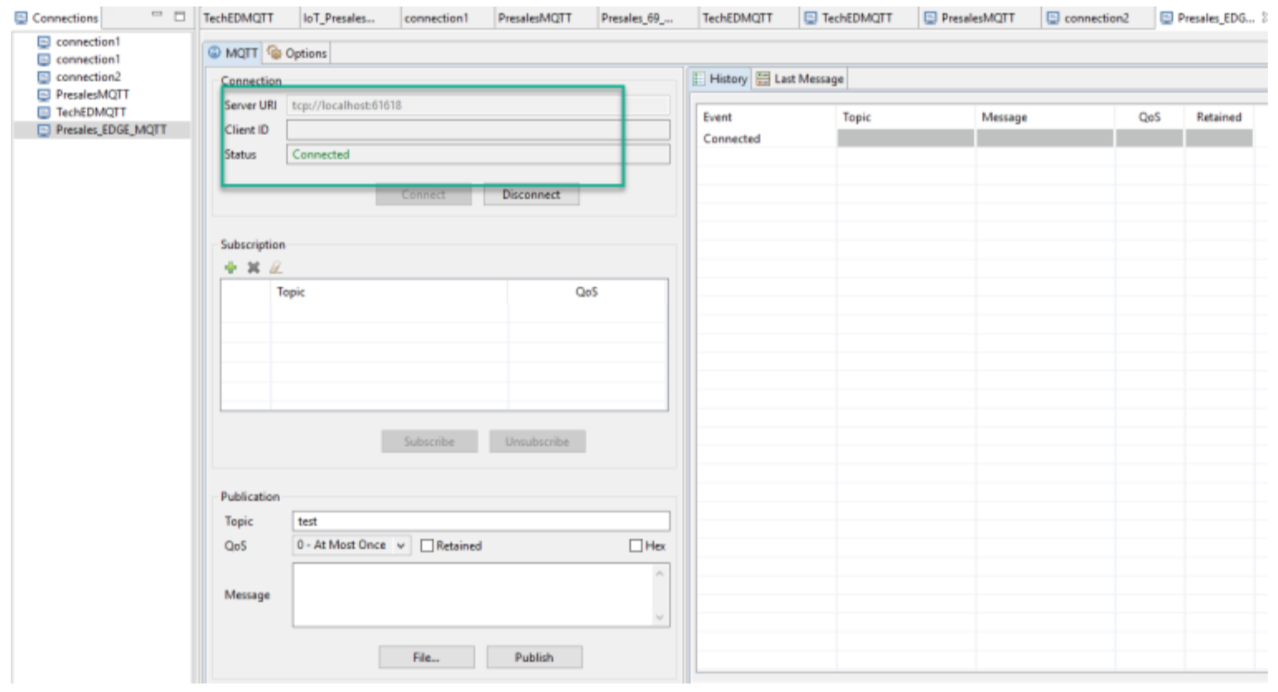 Connections
TechEDMQTT IoT_Presales... connection1 PresalesMQTT Presales_69_... TechEDMQTT TechEDMQTT PresalesMQTT connection2 Presales_EDG...
connection1
connection1
connection2
PresalesMQTT
TechEDMQTT
Presales_EDGE_MQTT
MQTT Options
Connection
Server URI tcp://localhost:61618
Client ID
Status Connected
Connect Disconnect
Subscription
Topic QoS
Subscribe Unsubscribe
Publication
Topic test
QoS 0 - At Most Once Retained Hex
Message
File... Publish
History Last Message
Event Topic Message QoS Retained
Connected